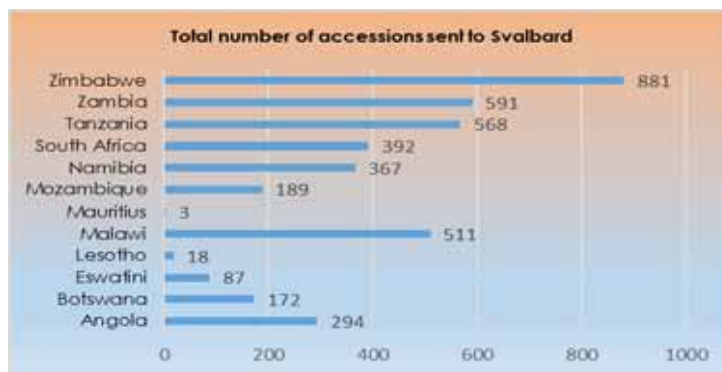 Total number of accessions sent to Svalbard
Zimbabwe 881
Zambia 591
Tanzania 568
South Africa 392
Namibia 367
Mozambique 189
Mauritius 3
Malawi 511
Lesotho 18
Eswatini 87
Botswana 172
Angola 294
0 200 400 600 800 1000